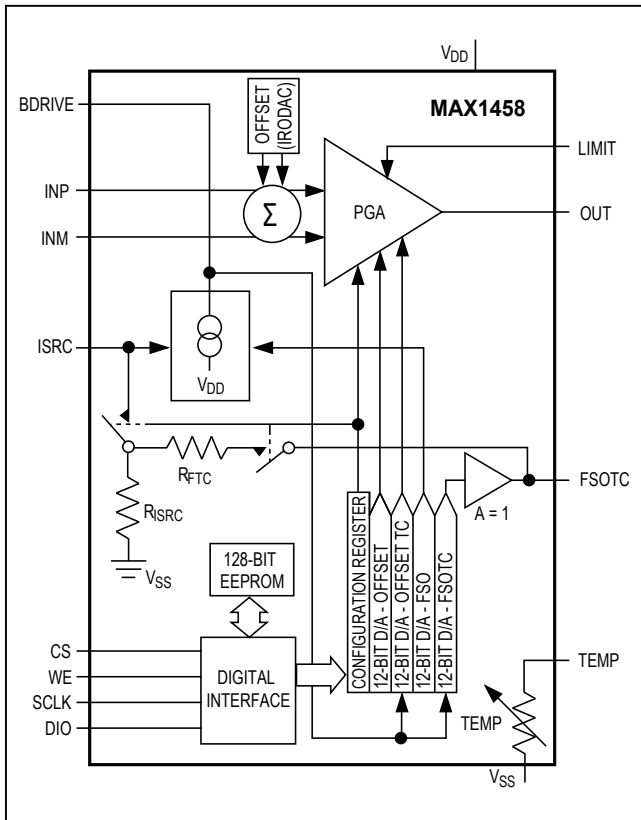 VDD
MAX1458
BDRIVE
OFFSET
(IRODAC)
LIMIT
INP
Σ
PGA
OUT
INM
ISRC
VDD
RFTC
FSOTC
A = 1
RISRC
VSS
128-BIT
EEPROM
CONFIGURATION REGISTER
12-BIT D/A - OFFSET
12-BIT D/A - OFFSET TC
12-BIT D/A - FSO
12-BIT D/A - FSOTC
CS
WE
SCLK
DIO
DIGITAL
INTERFACE
TEMP
TEMP
VSS